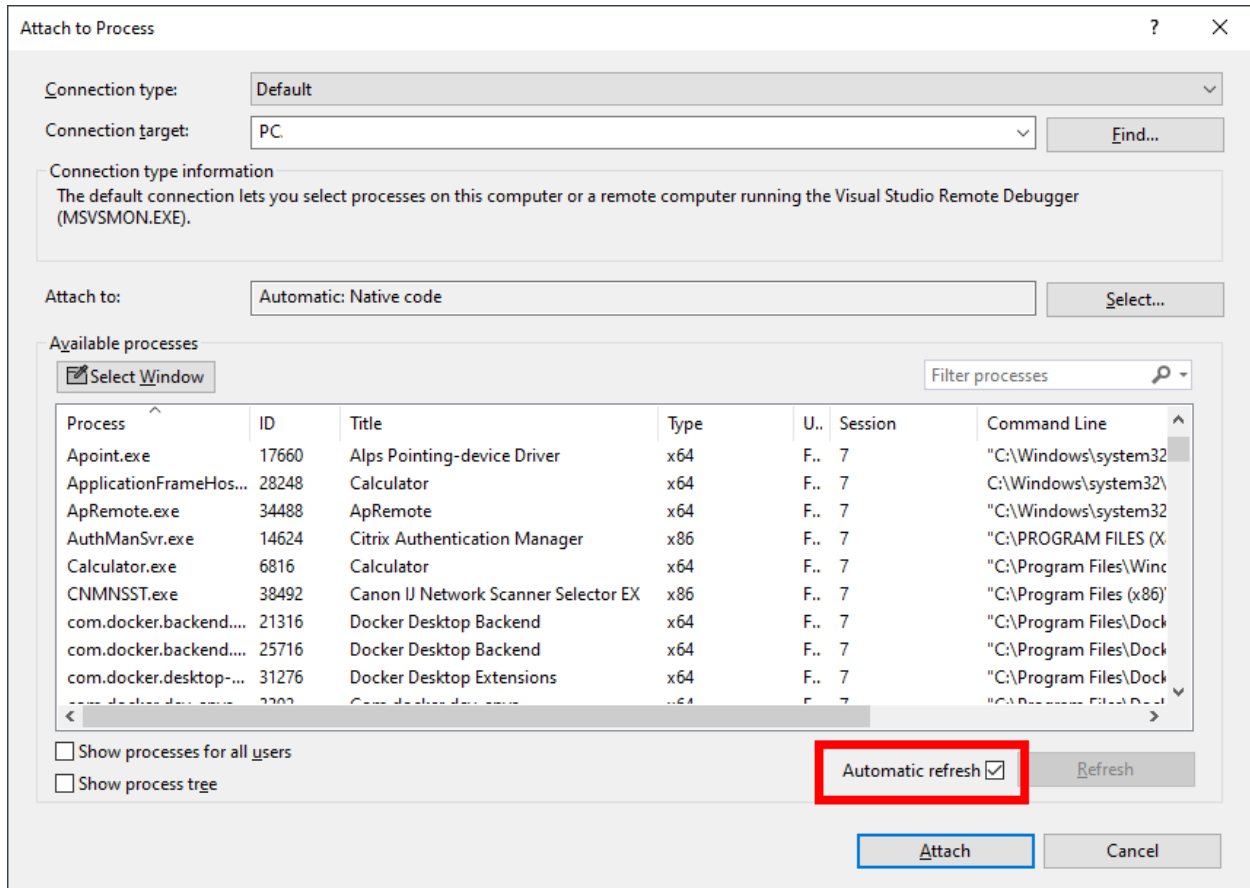 Attach to Process
Connection type: Default
Connection target: PC. Find...
Connection type information
The default connection lets you select processes on this computer or a remote computer running the Visual Studio Remote Debugger
(MSVSMON.EXE).
Attach to: Automatic: Native code Select...
Available processes
Select Window Filter processes
Process ID Title Type U.. Session Command Line
Apoint.exe 17660 Alps Pointing-device Driver x64 F.. 7 "C:\Windows\system32
ApplicationFrameHos... 28248 Calculator x64 F.. 7 C:\Windows\system32\
ApRemote.exe 34488 ApRemote x64 F.. 7 "C:\Windows\system32
AuthManSvr.exe 14624 Citrix Authentication Manager x86 F.. 7 "C:\PROGRAM FILES (X
Calculator.exe 6816 Calculator x64 F.. 7 "C:\Program Files\Winc
CNMNSST.exe 38492 Canon IJ Network Scanner Selector EX x86 F.. 7 "C:\Program Files (x86)
com.docker.backend.... 21316 Docker Desktop Backend x64 F.. 7 "C:\Program Files\Dock
com.docker.backend.... 25716 Docker Desktop Backend x64 F.. 7 "C:\Program Files\Dock
com.docker.desktop-... 31276 Docker Desktop Extensions x64 F.. 7 "C:\Program Files\Dock
Show processes for all users
Automatic refresh Refresh
Show process tree
Attach Cancel